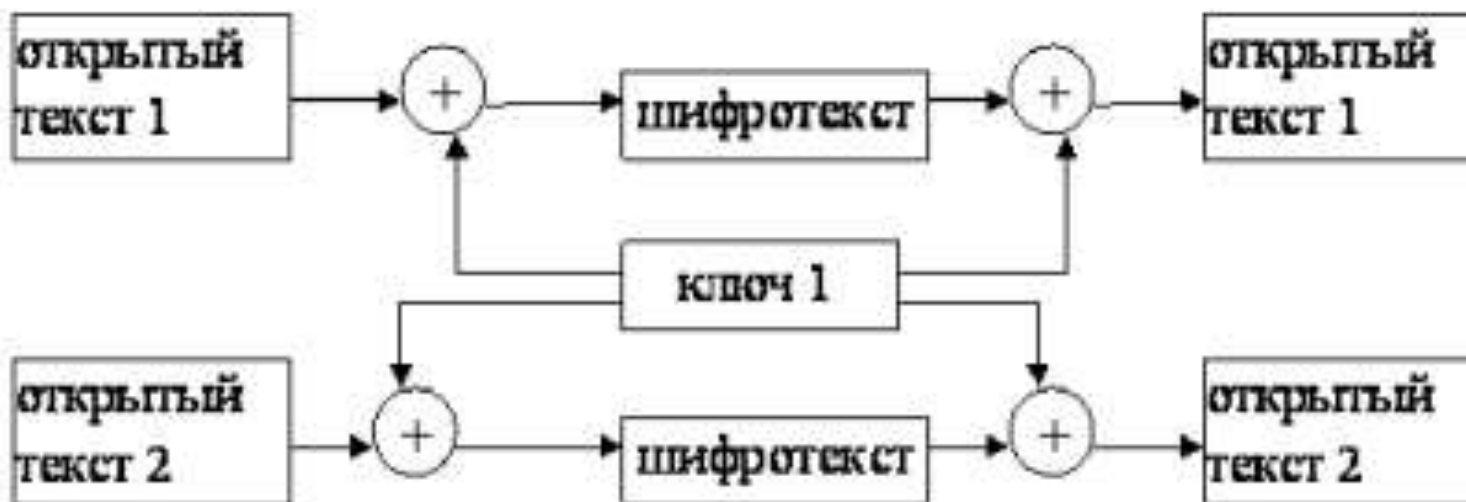 открытый
текст 1
+
шифротекст
+
открытый
текст 1
ключ 1
открытый
текст 2
+
шифротекст
+
открытый
текст 2